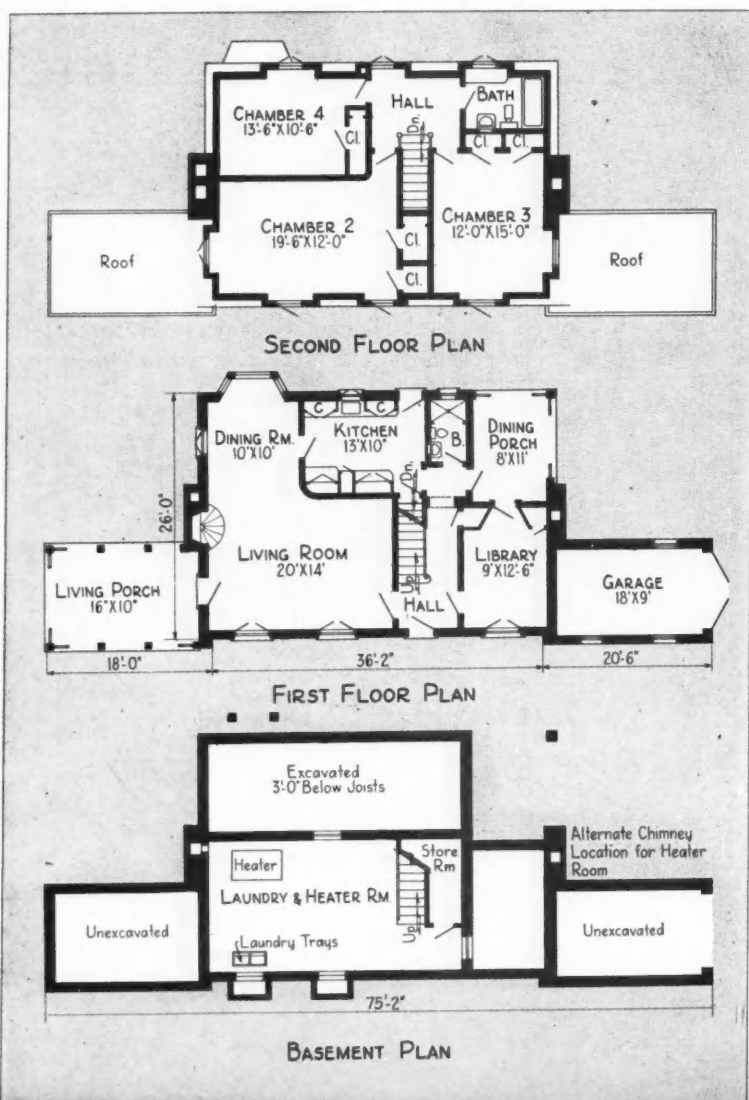 CHAMBER 4
13'-6"X10'-6"
Cl.
HALL
Dn.
BATH
Cl.
Cl.
CHAMBER 2
19'-6"X12'-0"
Cl.
Cl.
CHAMBER 3
12'-0"X15'-0"
Roof
Roof
SECOND FLOOR PLAN
DINING RM.
10'X10'
C
C
KITCHEN
13'X10'
B.
DINING
PORCH
8'X11'
Dn.
26'-0"
LIVING ROOM
20'X14'
Up
HALL
LIBRARY
9'X12'-6"
LIVING PORCH
16'X10'
GARAGE
18'X9'
18'-0"
36'-2"
20'-6"
FIRST FLOOR PLAN
Excavated
3'-0" Below Joists
Heater
Store
Rm
LAUNDRY & HEATER RM.
Up
Laundry Trays
Unexcavated
Alternate Chimney
Location for Heater
Room
Unexcavated
75'-2"
BASEMENT PLAN